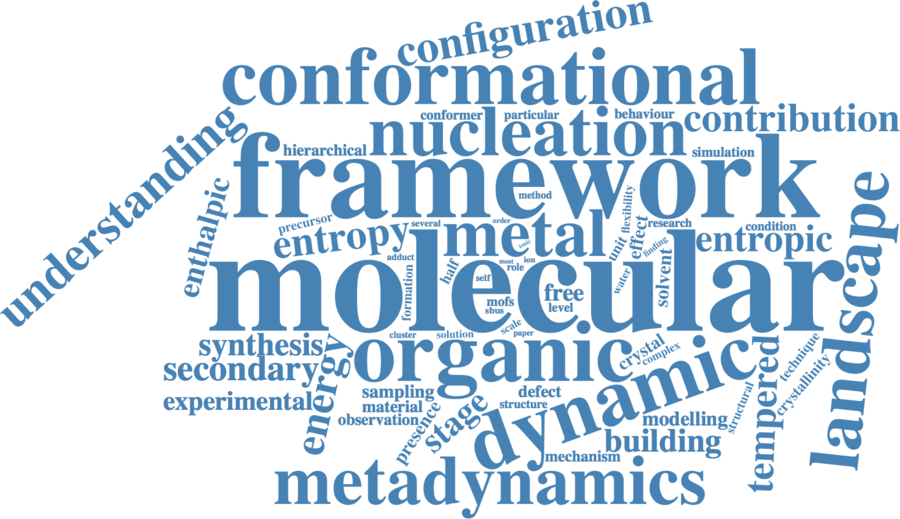 configuration
conformational
understanding
conformer
particular
behaviour
contribution
nucleation
hierarchical
simulation
framework
method
enthalpic
precursor
several
order
flexibility
research
condition
entropy
metal
ionic
unit
effect
finding
entropic
landscape
adduct
formation
half
most
ion
role
self
water
solvent
molecular
mofs
sbus
free
level
cluster
solution
scale
paper
synthesis
secondary
energy
organic
crystal
complex
dynamic
tempered
technique
crystallinity
experimental
sampling
material
observation
presence
stage
defect
structure
structural
modelling
building
mechanism
metadynamics